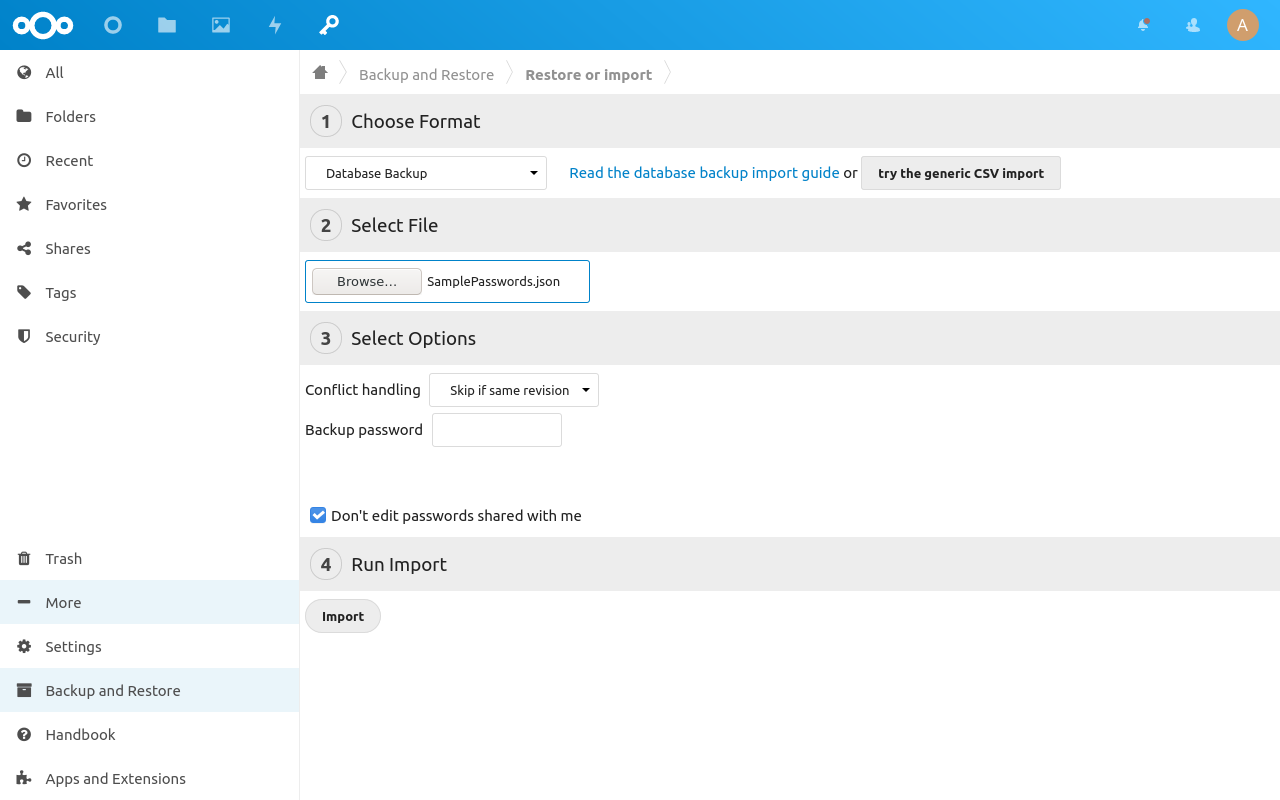 A
All
Folders
Recent
Favorites
Shares
Tags
Security
Trash
More
Settings
Backup and Restore
Handbook
Apps and Extensions
Backup and Restore
Restore or import
1 Choose Format
Database Backup
Read the database backup import guide or try the generic CSV import
2 Select File
Browse... SamplePasswords.json
3 Select Options
Conflict handling Skip if same revision
Backup password
Don't edit passwords shared with me
4 Run Import
Import